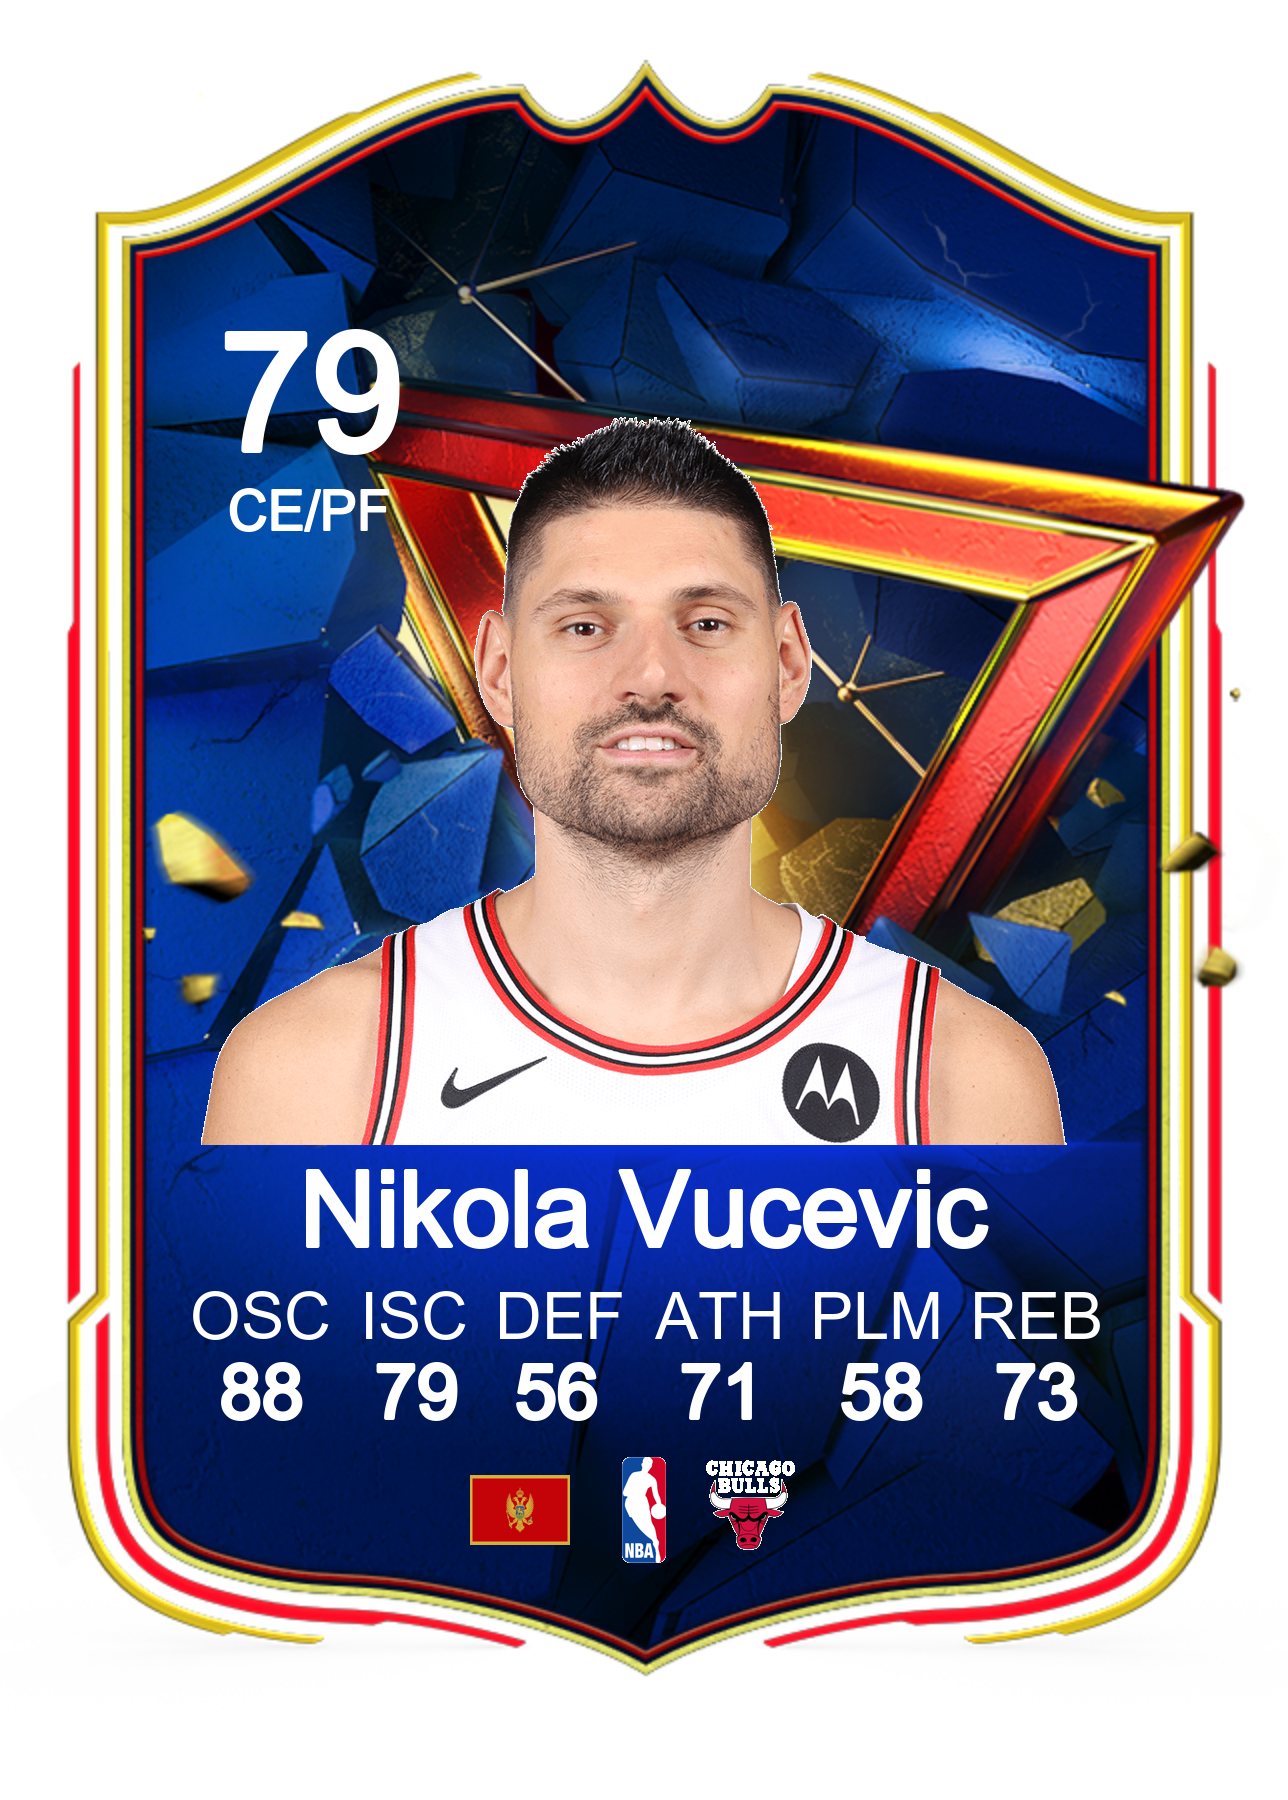 79
CE/PF
Nikola Vucevic
OSC ISC DEF ATH PLM REB
88 79 56 71 58 73
NBA
CHICAGO
BULLS